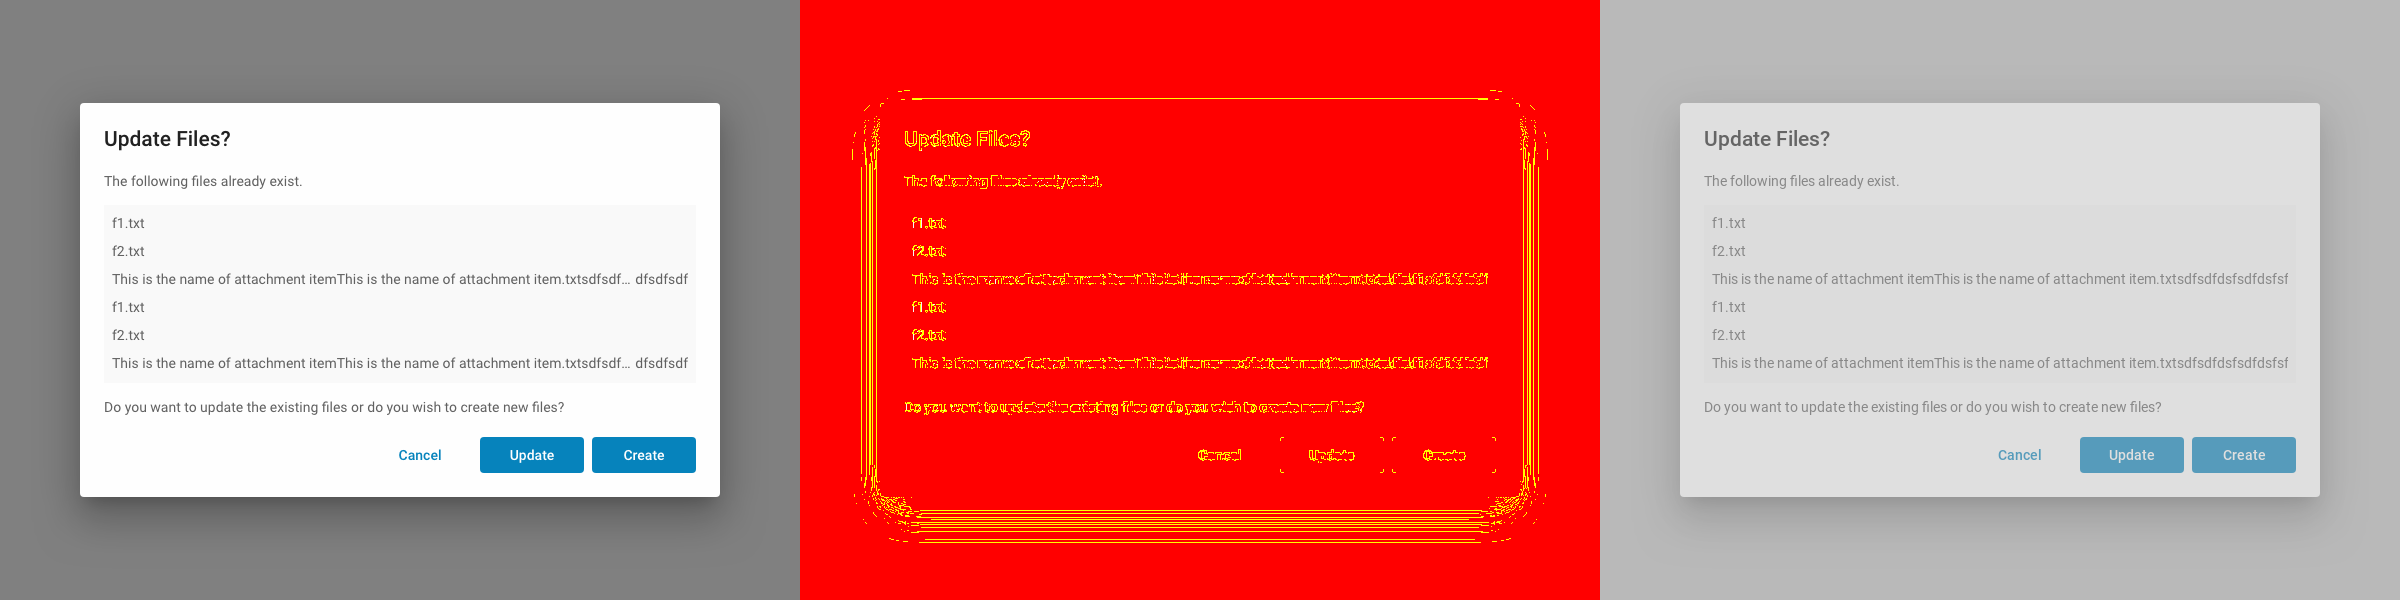 Update Files?
The following files already exist.
f1.txt
f2.txt
This is the name of attachment itemThis is the name of attachment item.txtsdfsdf... dfsdfsdf
f1.txt
f2.txt
This is the name of attachment itemThis is the name of attachment item.txtsdfsdf... dfsdfsdf
Do you want to update the existing files or do you wish to create new files?
Cancel
Update
Create
Update Files?
The following files already exist.
f1.txt
f2.txt
f1.txt
f2.txt
Do you want to update the existing files or do you wish to create new files?
Cancel
Update
Create
Update Files?
The following files already exist.
f1.txt
f2.txt
This is the name of attachment itemThis is the name of attachment item.txtsdfsdfdsfsdfdsfsf
f1.txt
f2.txt
This is the name of attachment itemThis is the name of attachment item.txtsdfsdfdsfsdfdsfsf
Do you want to update the existing files or do you wish to create new files?
Cancel
Update
Create